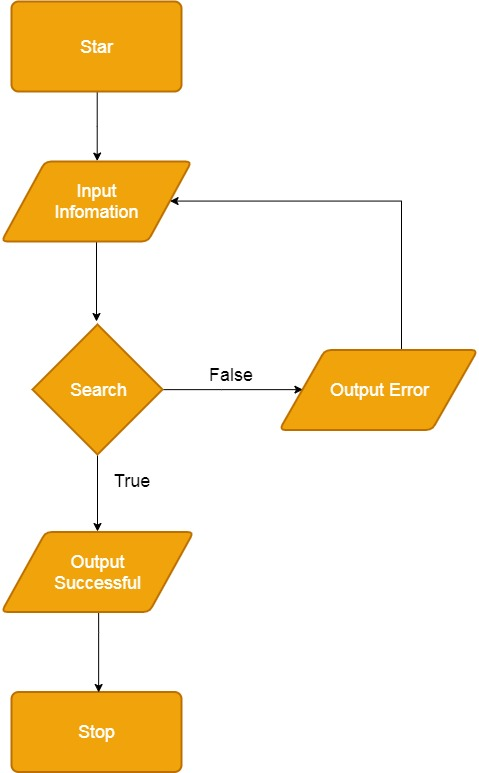 Star
Input
Infomation
Search
False
Output Error
True
Output
Successful
Stop